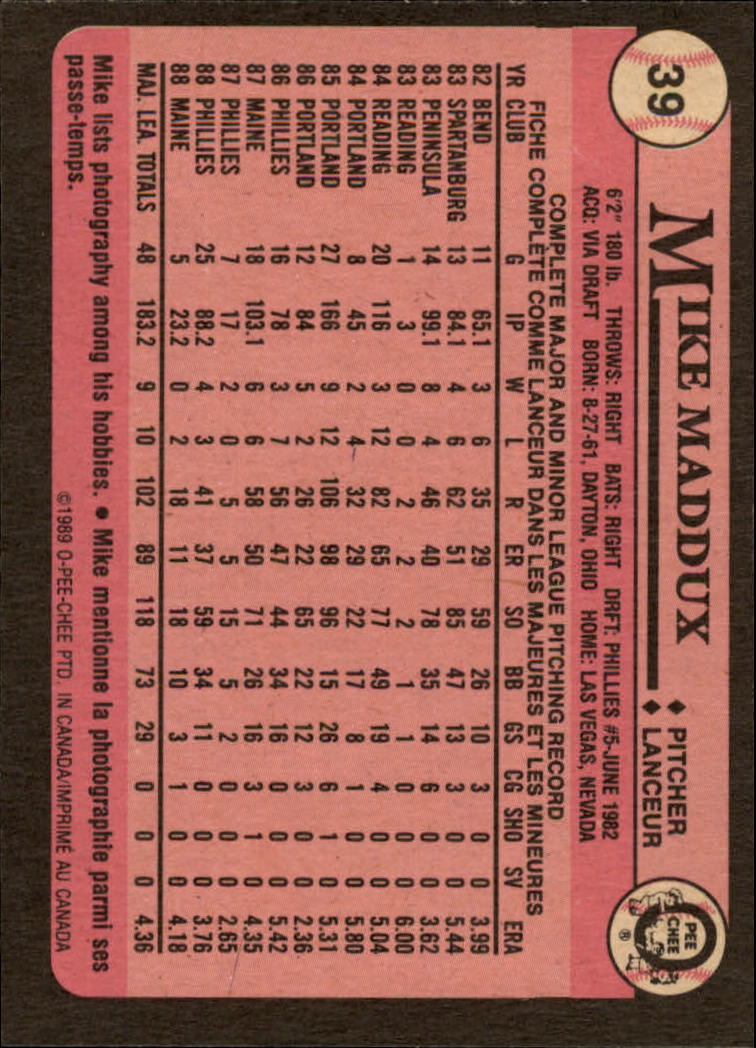 39
MIKE MADDUX
♦ PITCHER
♦ LANCEUR
PEE CHEE ®
6'2" 180 lb. THROWS: RIGHT BATS: RIGHT DRFT: PHILLIES #5-JUNE 1982
ACQ: VIA DRAFT BORN: 8-27-61, DAYTON, OHIO HOME: LAS VEGAS, NEVADA
COMPLETE MAJOR AND MINOR LEAGUE PITCHING RECORD
FICHE COMPLÈTE COMME LANCEUR DANS LES MAJEURES ET LES MINEURES
YR CLUB G IP W L R ER SO BB GS CG SHO SV ERA
82 BEND 11 65.1 3 6 35 29 59 26 10 3 0 0 3.99
83 SPARTANBURG 13 84.1 4 6 62 51 85 47 13 3 0 0 5.44
83 PENINSULA 14 99.1 8 4 46 40 78 35 14 6 0 0 3.62
83 READING 1 3 0 0 2 2 2 1 1 0 0 0 6.00
84 READING 20 116 3 12 82 65 77 49 19 4 0 0 5.04
84 PORTLAND 8 45 2 4 32 29 22 17 8 1 0 0 5.80
85 PORTLAND 27 166 9 12 106 98 96 15 26 6 1 0 5.31
86 PORTLAND 12 84 5 2 26 22 65 22 12 3 0 0 2.36
86 PHILLIES 16 78 3 7 56 47 44 34 16 0 0 0 5.42
87 MAINE 18 103.1 6 6 58 50 71 26 16 3 1 0 4.35
87 PHILLIES 7 17 2 0 5 5 15 5 2 0 0 0 2.65
88 PHILLIES 25 88.2 4 3 41 37 59 34 11 0 0 0 3.76
88 MAINE 5 23.2 0 2 18 11 18 10 3 1 0 0 4.18
MAJ. LEA. TOTALS 48 183.2 9 10 102 89 118 73 29 0 0 0 4.36
Mike lists photography among his hobbies. ● Mike mentionne la photographie parmi ses
passe-temps.
©1989 O-PEE-CHEE PTD. IN CANADA/IMPRIMÉ AU CANADA